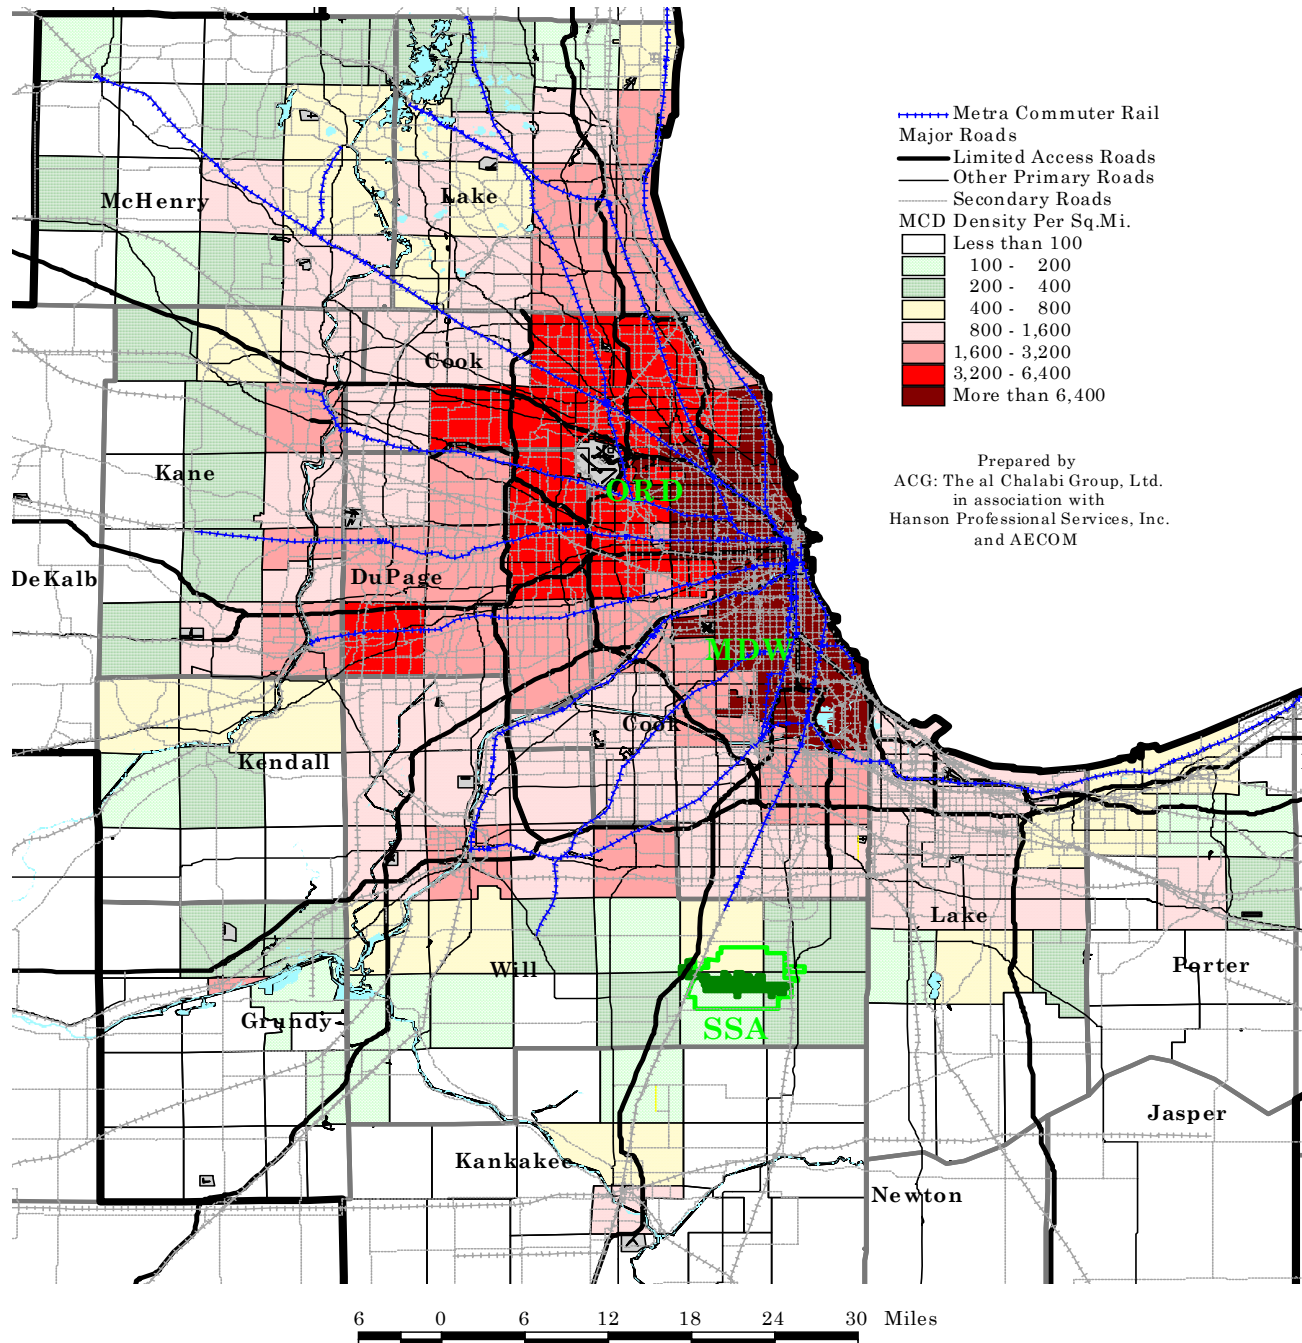 Metra Commuter Rail
Major Roads
Limited Access Roads
Other Primary Roads
Secondary Roads
MCD Density Per Sq.Mi.
Less than 100
100 - 200
200 - 400
400 - 800
800 - 1,600
1,600 - 3,200
3,200 - 6,400
More than 6,400
McHenry
Lake
Cook
Prepared by
ACG: The al Chalabi Group, Ltd.
in association with
Hanson Professional Services, Inc.
and AECOM
Kane
ORD
DeKalb
DuPage
MDW
Cook
Kendall
Lake
Will
Porter
Grundy
SSA
Jasper
Kankakee
Newton
6 0 6 12 18 24 30 Miles